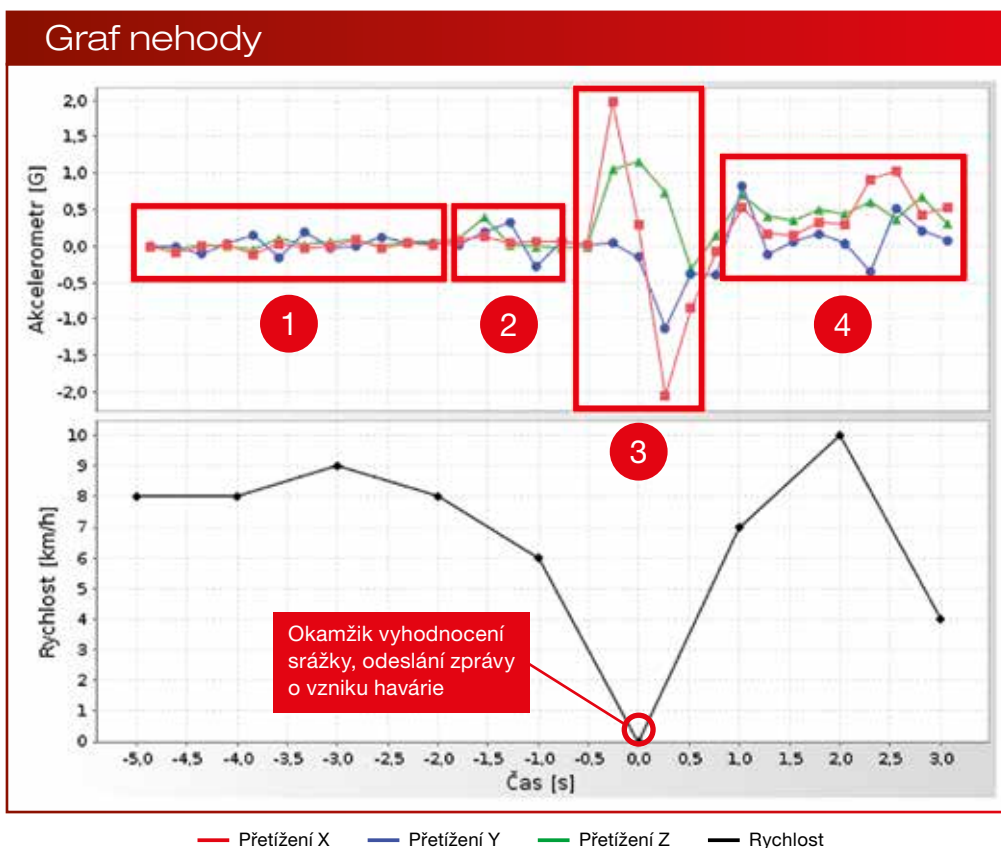 Graf nehody
Akcelerometr [G]
2,0
1,5
1,0
0,5
0,0
-0,5
-1,0
-1,5
-2,0
1
2
3
4
Rychlost [km/h]
10
9
8
7
6
5
4
3
2
1
0
Okamžik vyhodnocení
srážky, odeslání zprávy
o vzniku havárie
-5,0 -4,5 -4,0 -3,5 -3,0 -2,5 -2,0 -1,5 -1,0 -0,5 0,0 0,5 1,0 1,5 2,0 2,5 3,0
Čas [s]
Přetížení X Přetížení Y Přetížení Z Rychlost